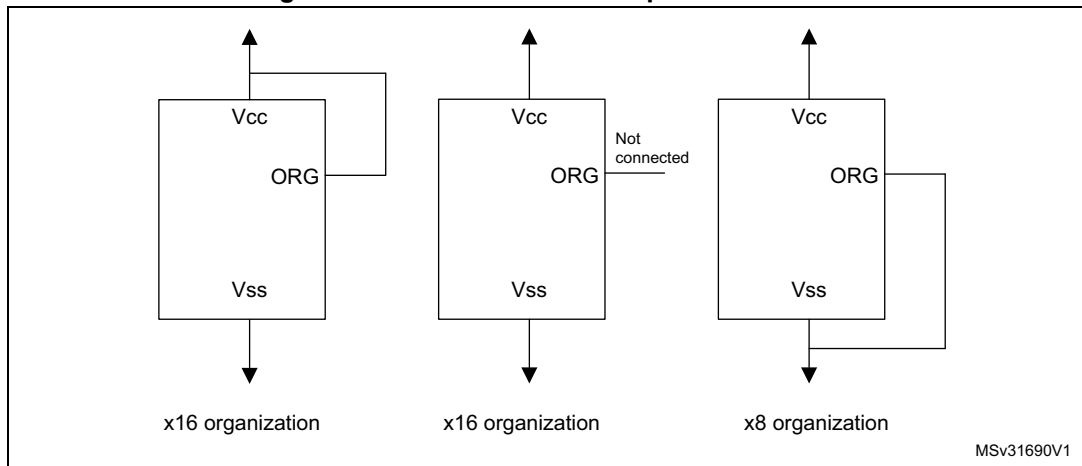 Vcc
ORG
Vss
x16 organization
Vcc
Not
connected
ORG
Vss
x16 organization
Vcc
ORG
Vss
x8 organization
MSv31690V1